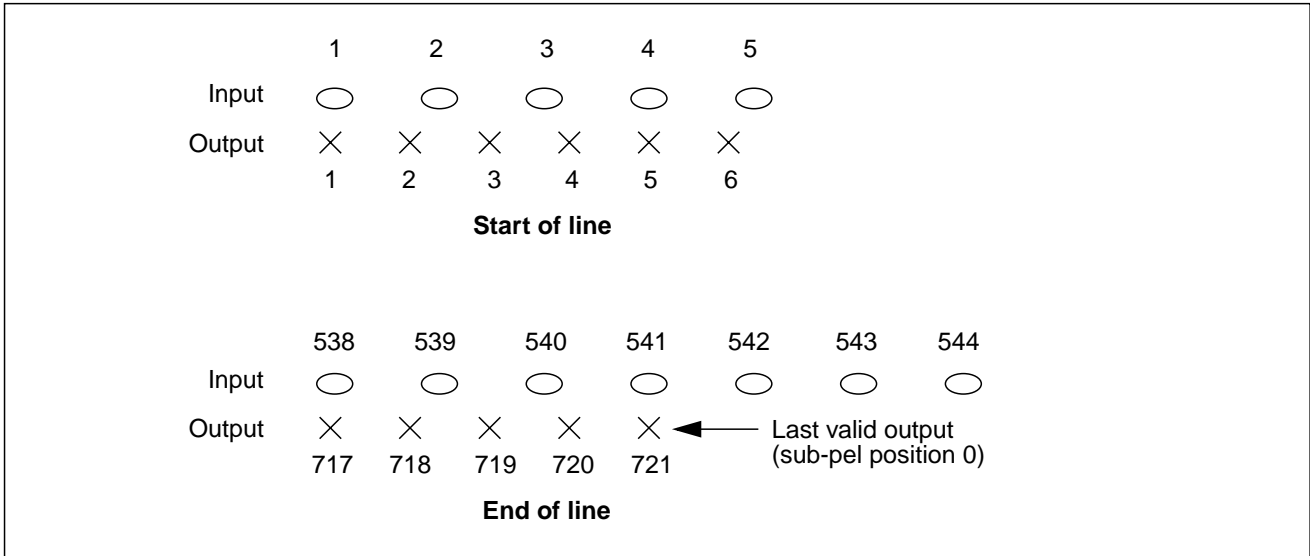 1 2 3 4 5
Input
Output
1 2 3 4 5 6
Start of line
538 539 540 541 542 543 544
Input
Output
Last valid output
(sub-pel position 0)
717 718 719 720 721
End of line